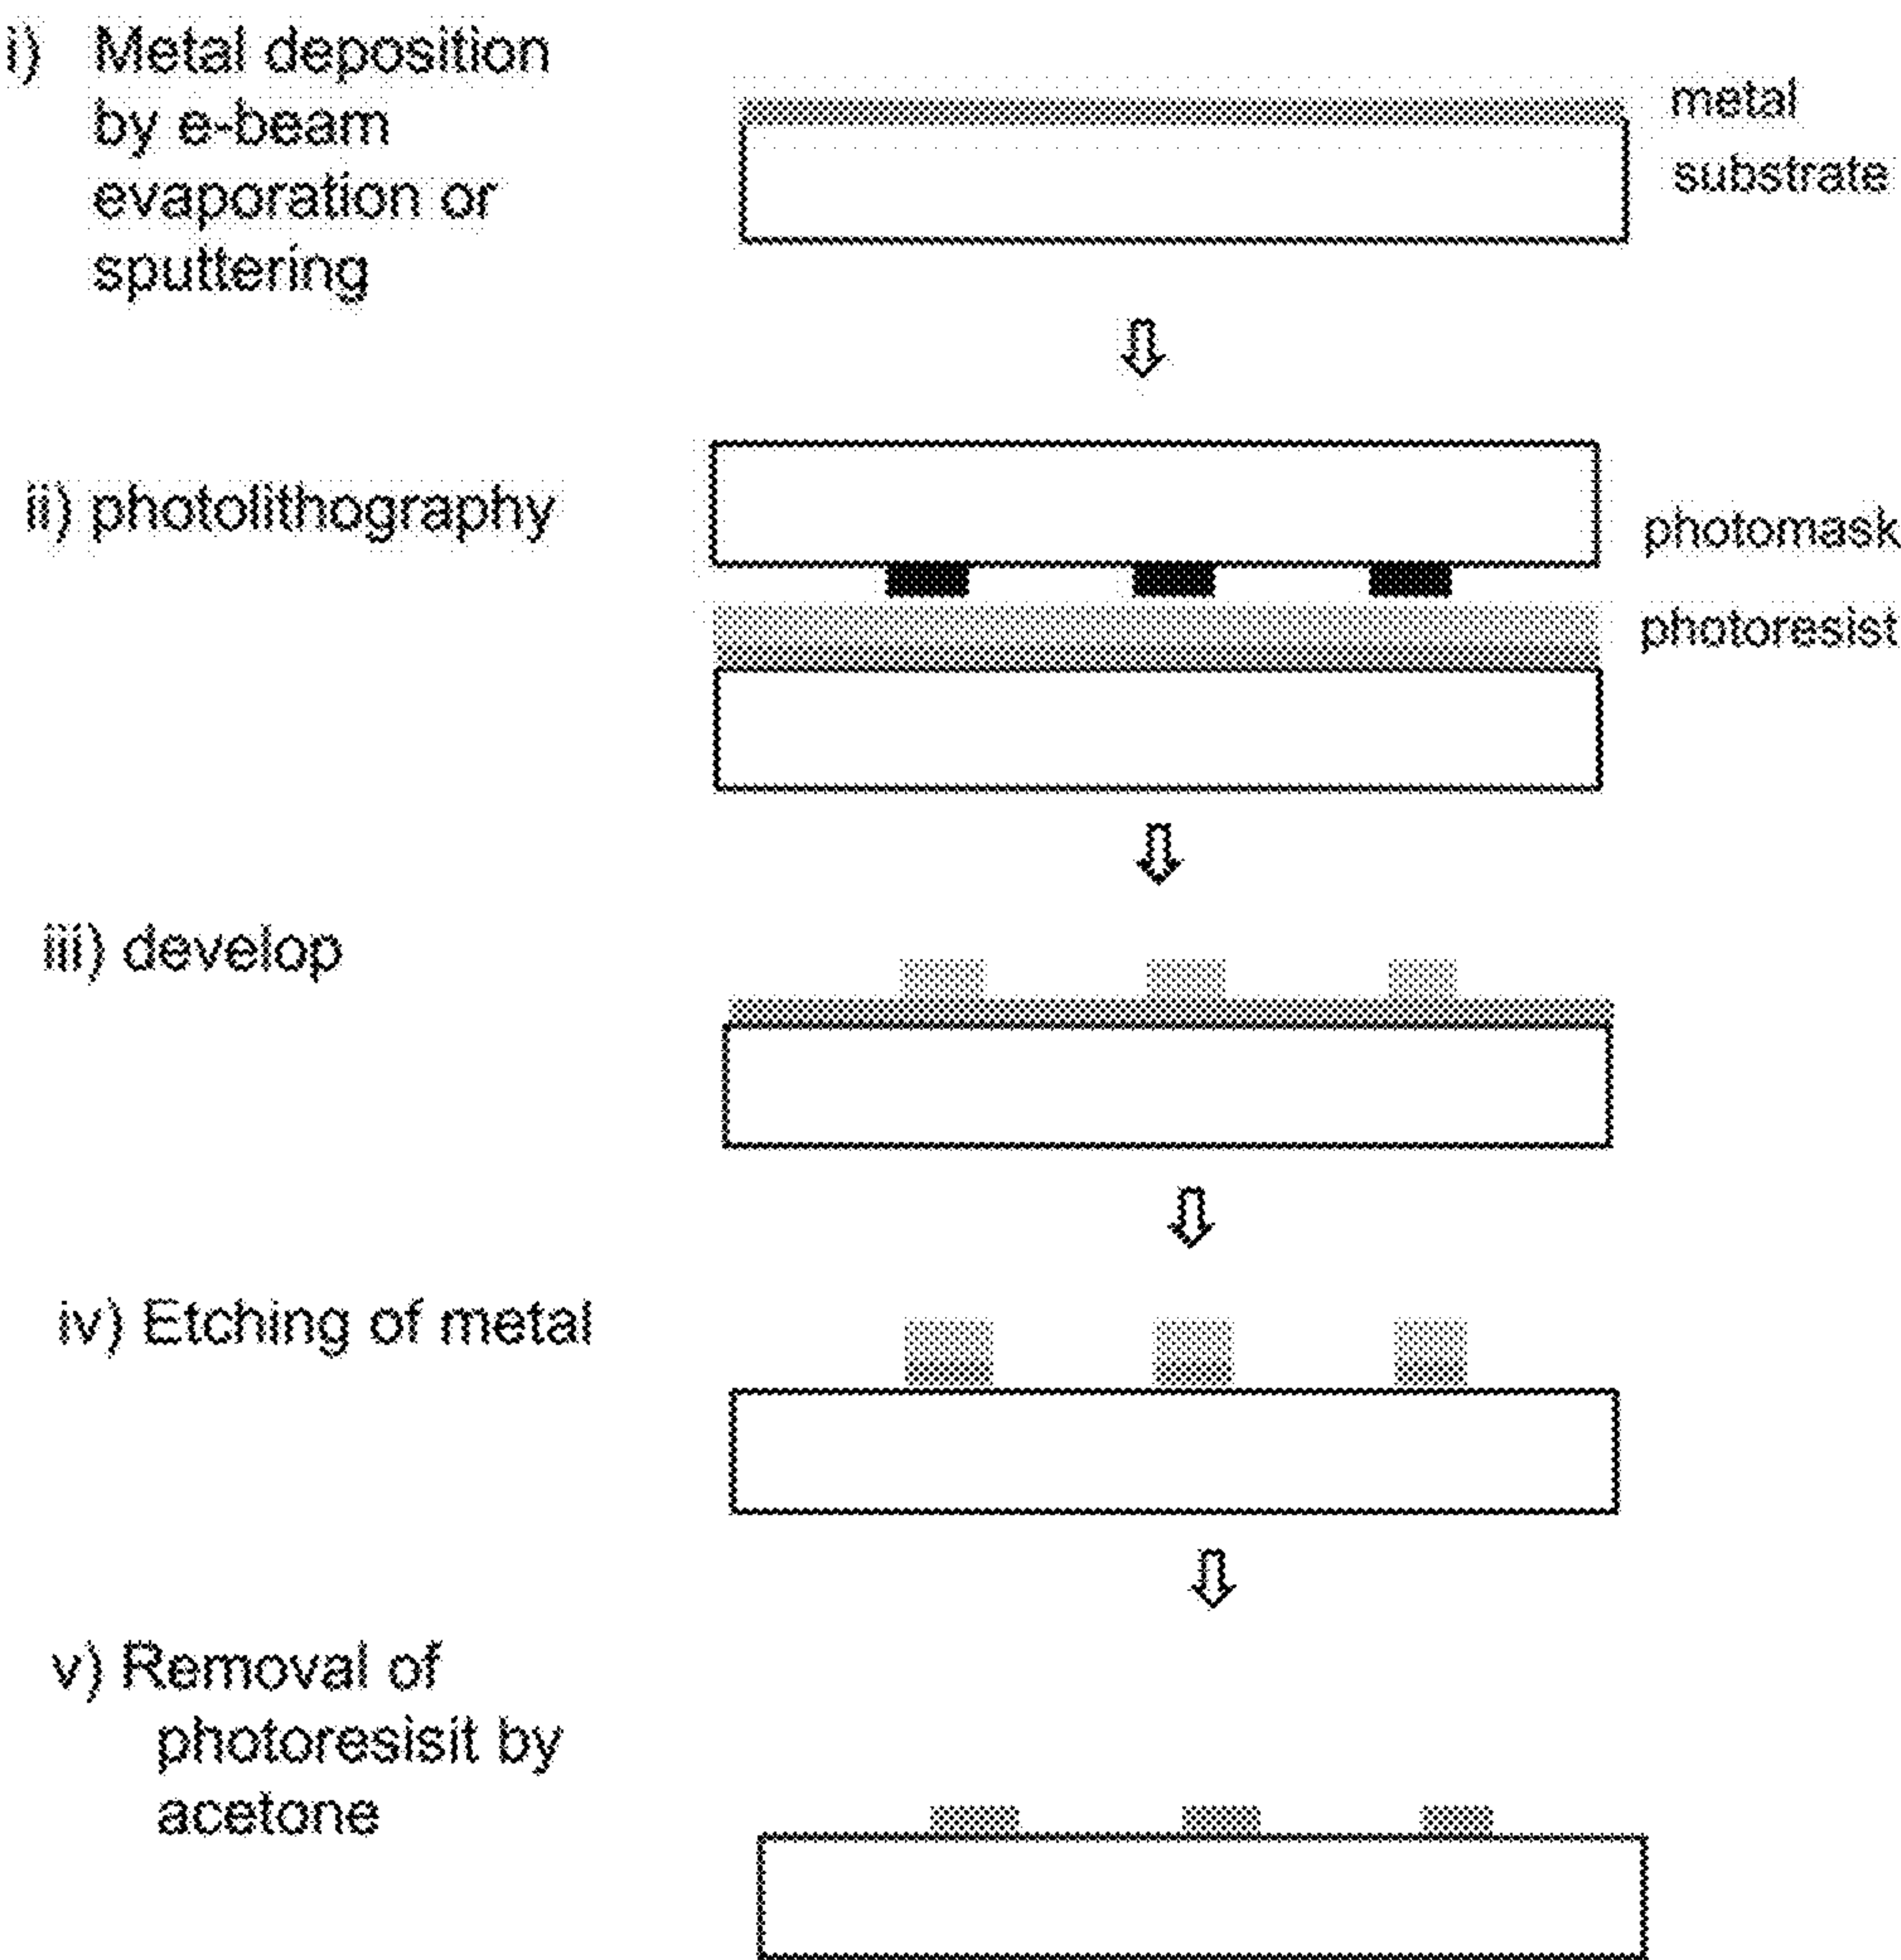 i) Metal deposition
by e-beam
evaporation or
sputtering
metal
substrate
ii) photolithography
photomask
photoresist
iii) develop
iv) Etching of metal
v) Removal of
photoresisit by
acetone